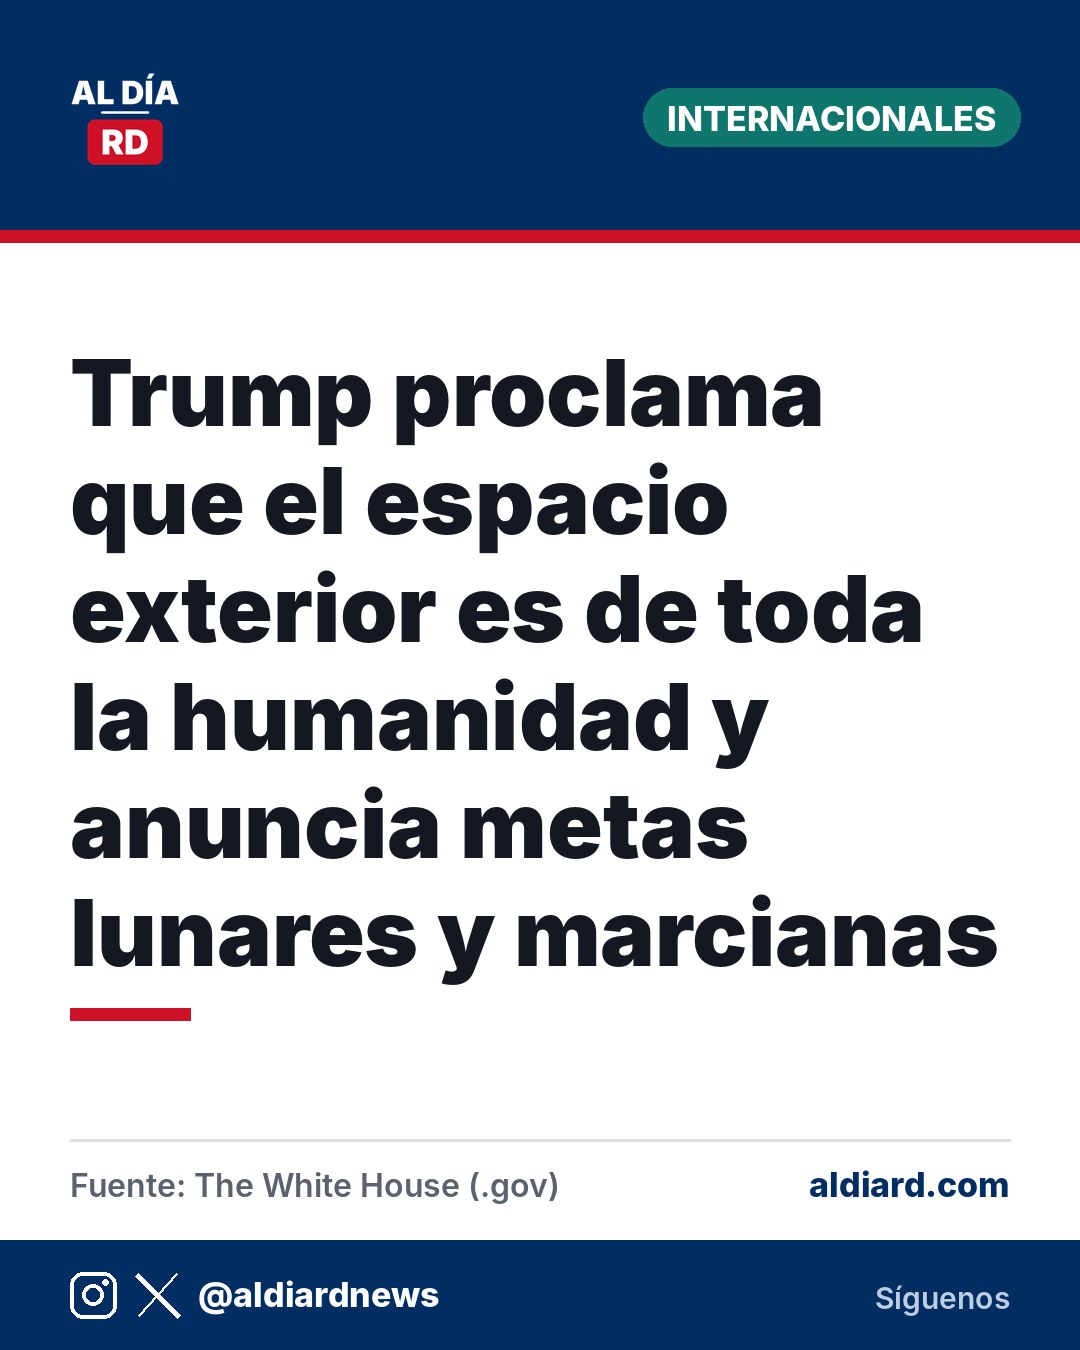 AL DÍA
RD
INTERNACIONALES
Trump proclama
que el espacio
exterior es de toda
la humanidad y
anuncia metas
lunares y marcianas
Fuente: The White House (.gov)
aldiard.com
@aldiardnews
Síguenos